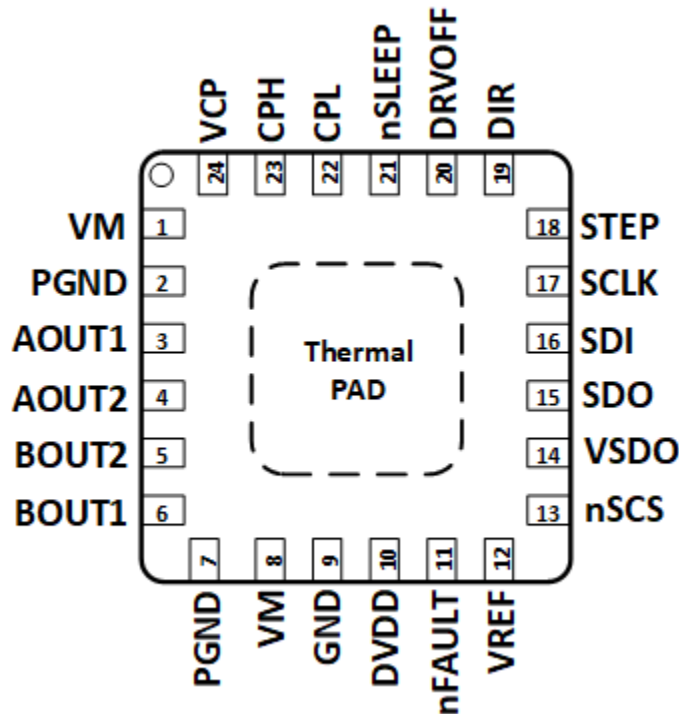 VCP CPH CPL nSLEEP DRVOFF DIR
24 23 22 21 20 19
VM 1 18 STEP
PGND 2 17 SCLK
AOUT1 3 16 SDI
Thermal
PAD
AOUT2 4 15 SDO
BOUT2 5 14 VSDO
BOUT1 6 13 nSCS
7 8 9 10 11 12
PGND VM GND DVDD nFAULT VREF